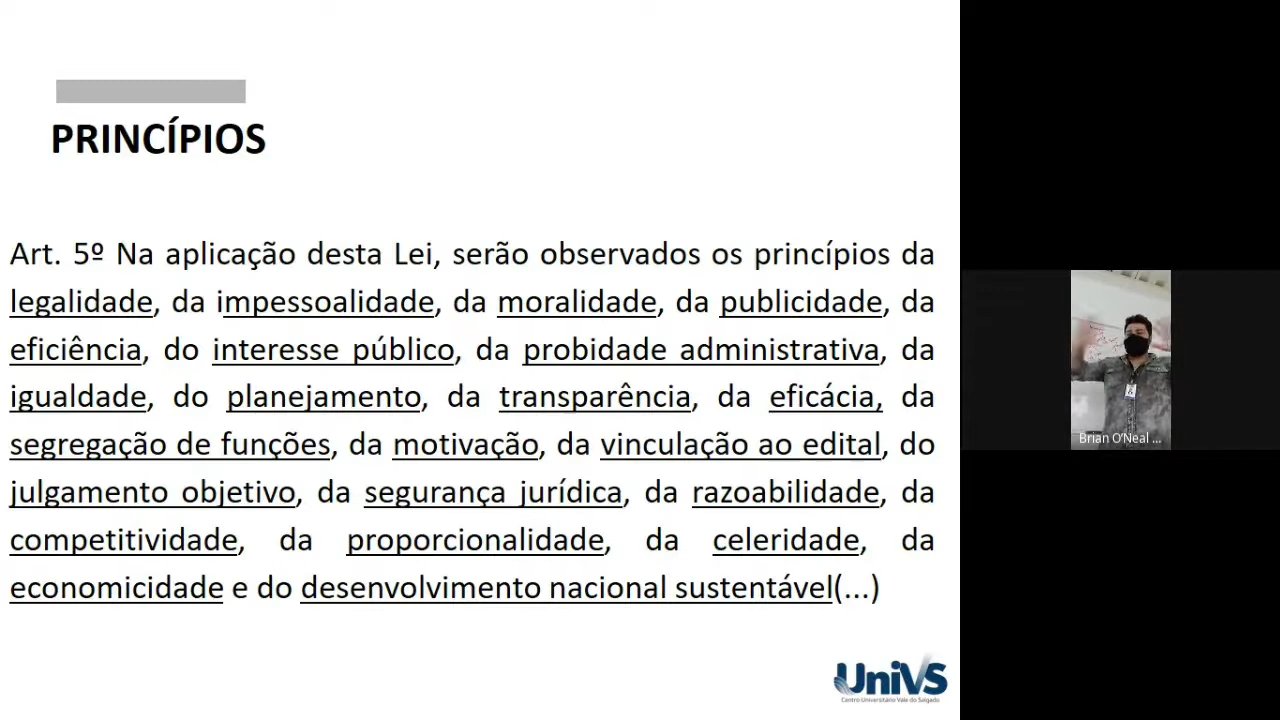 PRINCÍPIOS
Art. 5º Na aplicação desta Lei, serão observados os princípios da
legalidade, da impessoalidade, da moralidade, da publicidade, da
eficiência, do interesse público, da probidade administrativa, da
igualdade, do planejamento, da transparência, da eficácia, da
segregação de funções, da motivação, da vinculação ao edital, do
julgamento objetivo, da segurança jurídica, da razoabilidade, da
competitividade, da proporcionalidade, da celeridade, da
economicidade e do desenvolvimento nacional sustentável(...)
Brian O'Neal ...
UniVS
Centro Universitário Vale do Salgado